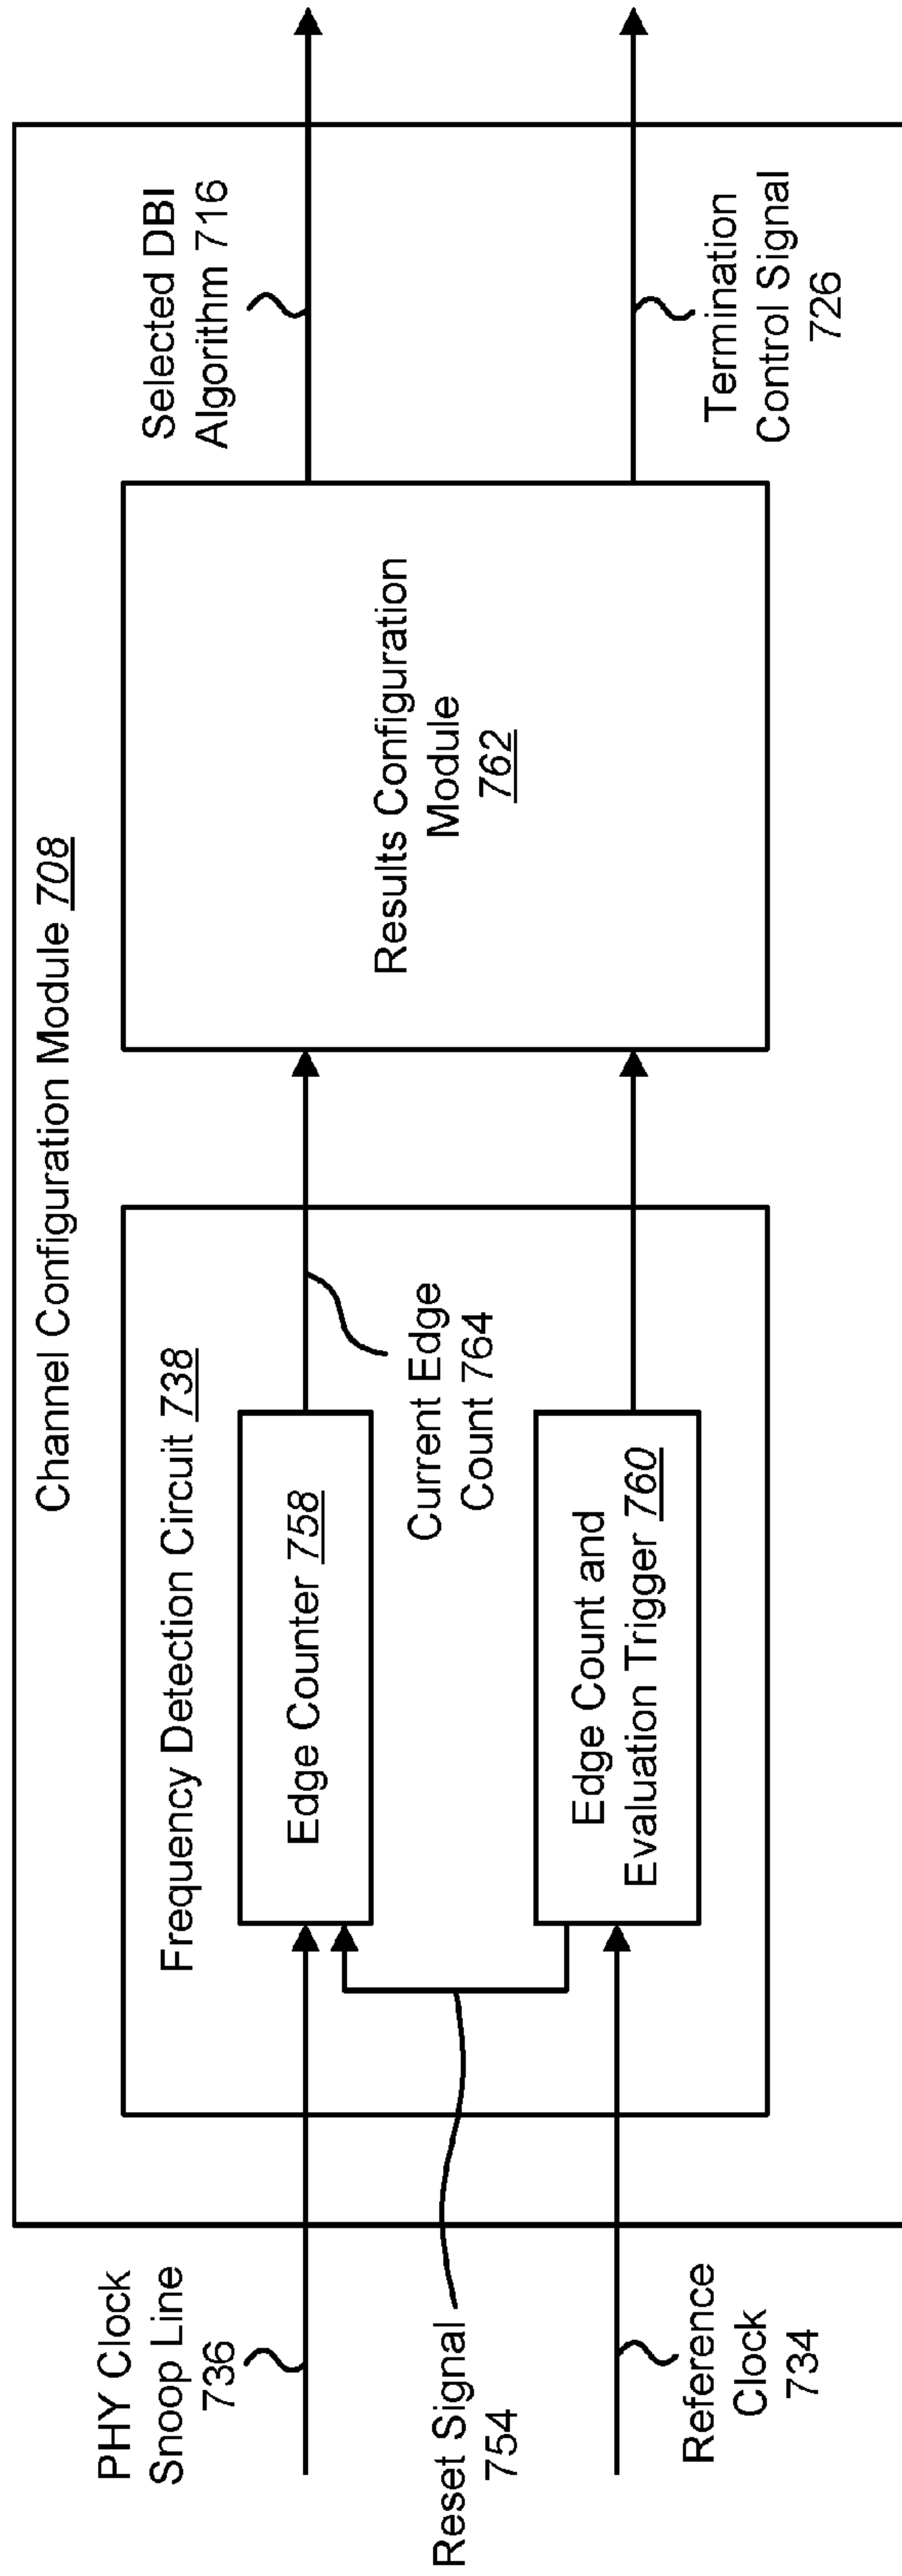 Channel Configuration Module 708
Frequency Detection Circuit 738
PHY Clock
Snoop Line
736
Edge Counter 758
Current Edge
Count 764
Reset Signal
754
Edge Count and
Evaluation Trigger 760
Reference
Clock
734
Results Configuration
Module
762
Selected DBI
Algorithm 716
Termination
Control Signal
726